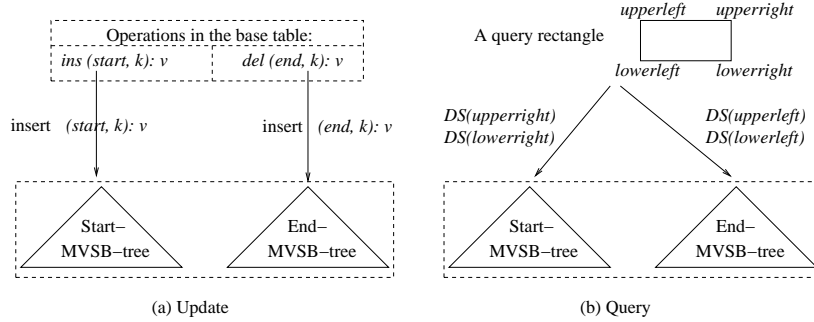 Operations in the base table:
ins (start, k): v
del (end, k): v
insert (start, k): v
insert (end, k): v
Start–
MVSB–tree
End–
MVSB–tree
(a) Update
upperleft
upperright
A query rectangle
lowerleft
lowerright
DS(upperright)
DS(lowerright)
DS(upperleft)
DS(lowerleft)
Start–
MVSB–tree
End–
MVSB–tree
(b) Query